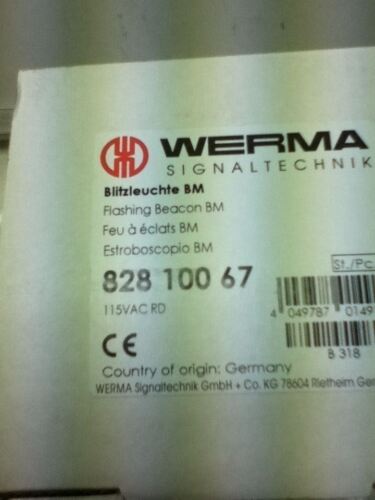 WERMA
SIGNALTECHNIK
Blitzleuchte BM
Flashing Beacon BM
Feu à éclats BM
Estroboscopio BM
828 100 67
St./Pc
115VAC RD
4 049787 0149
B 318
CE
Country of origin: Germany
WERMA Signaltechnik GmbH + Co. KG 78604 Rietheim Ger